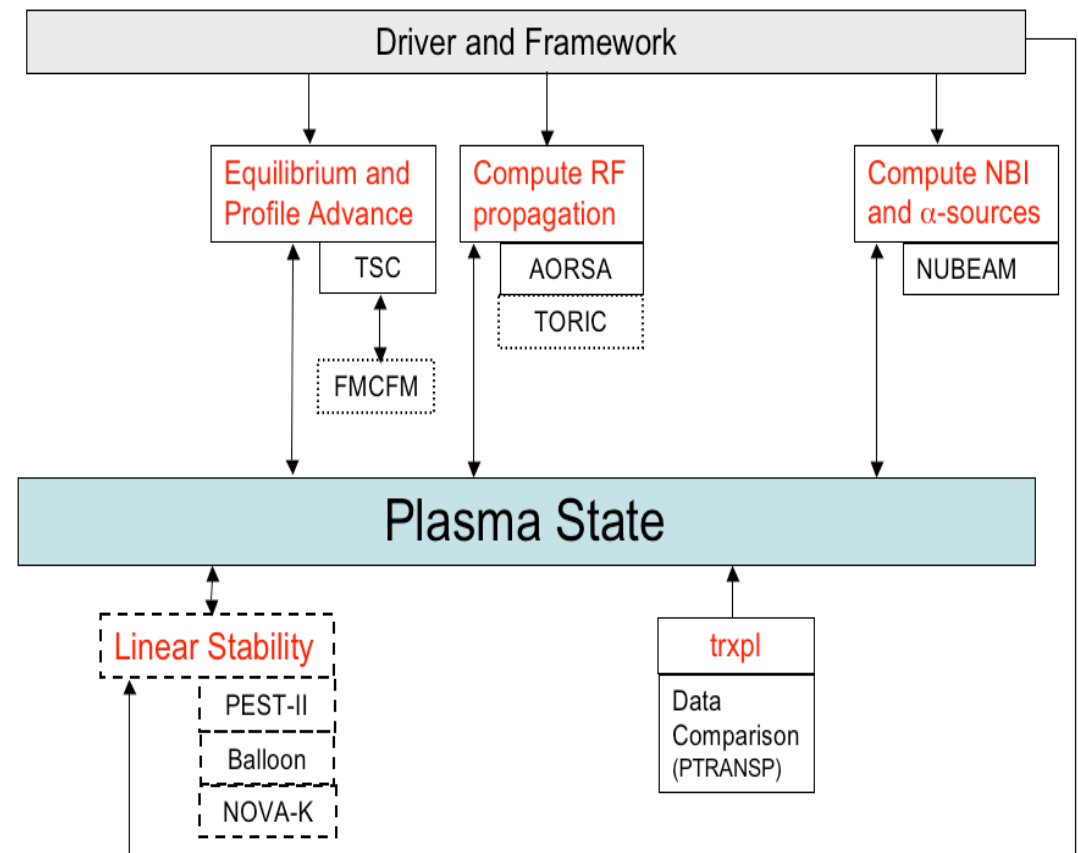 Driver and Framework
Equilibrium and
Profile Advance
TSC
FMCFM
Compute RF
propagation
AORSA
TORIC
Compute NBI
and α-sources
NUBEAM
Plasma State
Linear Stability
PEST-II
Balloon
NOVA-K
trxpl
Data
Comparison
(PTRANSP)